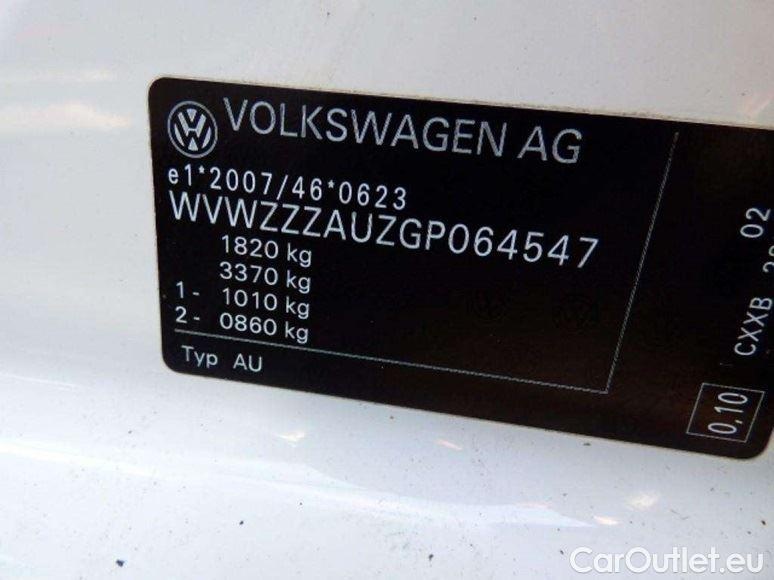 VOLKSWAGEN AG
e1*2007/46*0623
WVWZZZAUZGP064547
1820 kg
3370 kg
1 - 1010 kg
2 - 0860 kg
Typ AU
02
CXXB
0,10
CarOutlet.eu